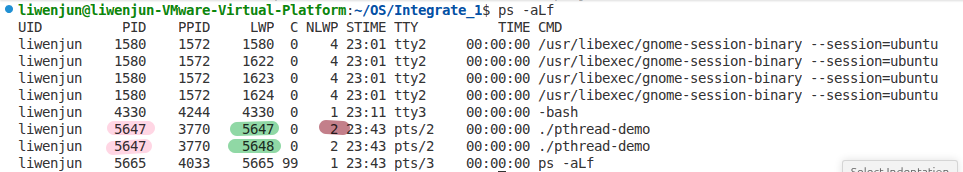 liwenjun@liwenjun-VMware-Virtual-Platform:~/OS/Integrate_1$ ps -aLf
UID PID PPID LWP C NLWP STIME TTY TIME CMD
liwenjun 1580 1572 1580 0 4 23:01 tty2 00:00:00 /usr/libexec/gnome-session-binary --session=ubuntu
liwenjun 1580 1572 1622 0 4 23:01 tty2 00:00:00 /usr/libexec/gnome-session-binary --session=ubuntu
liwenjun 1580 1572 1623 0 4 23:01 tty2 00:00:00 /usr/libexec/gnome-session-binary --session=ubuntu
liwenjun 1580 1572 1624 0 4 23:01 tty2 00:00:00 /usr/libexec/gnome-session-binary --session=ubuntu
liwenjun 4330 4244 4330 0 1 23:11 tty3 00:00:00 -bash
liwenjun 5647 3770 5647 0 2 23:43 pts/2 00:00:00 ./pthread-demo
liwenjun 5647 3770 5648 0 2 23:43 pts/2 00:00:00 ./pthread-demo
liwenjun 5665 4033 5665 99 1 23:43 pts/3 00:00:00 ps -aLf
Select Indentation